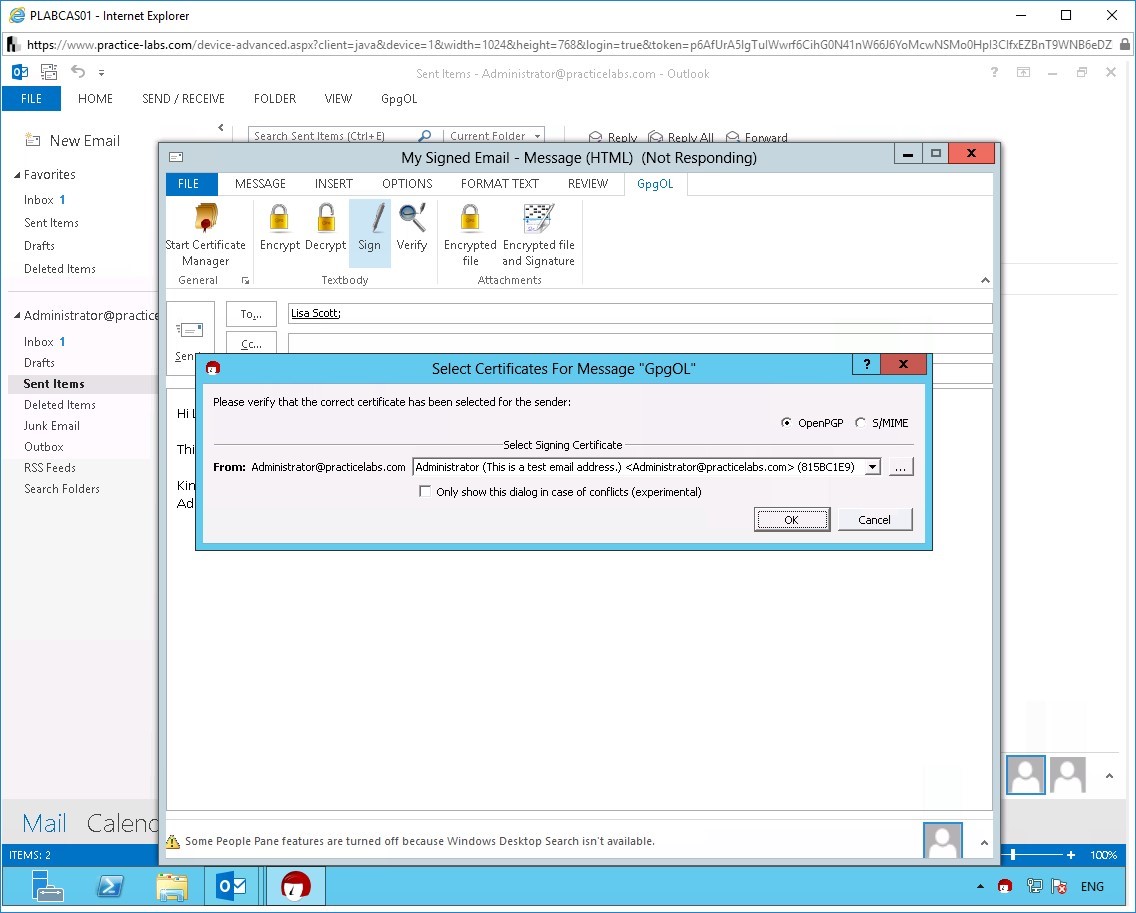 PLABCAS01 - Internet Explorer
https://www.practice-labs.com/device-advanced.aspx?client=java&device=1&width=1024&height=768&login=true&token=p6AfUrA5IgTulWwrf6CihG0N41nW66J6YoMcwNSMo0HpI3ClfxEZBnT9WNB6eDZ
Sent Items - Administrator@practicelabs.com - Outlook
?
FILE HOME SEND / RECEIVE FOLDER VIEW GpgOL
New Email
Search Sent Items (Ctrl+E) Current Folder Reply Reply All Forward
Favorites
Inbox 1
Sent Items
Drafts
Deleted Items
Administrator@practice
Inbox 1
Drafts
Sent Items
Deleted Items
Junk Email
Outbox
RSS Feeds
Search Folders
My Signed Email - Message (HTML) (Not Responding)
FILE MESSAGE INSERT OPTIONS FORMAT TEXT REVIEW GpgOL
Start Certificate Manager
Encrypt Decrypt Sign Verify
Encrypted file
Encrypted file and Signature
General Textbody Attachments
To... Lisa Scott;
Cc...
Send
Hi L
Thi
Kin
Ad
Select Certificates For Message "GpgOL"
?
Please verify that the correct certificate has been selected for the sender:
OpenPGP S/MIME
Select Signing Certificate
From: Administrator@practicelabs.com Administrator (This is a test email address.) <Administrator@practicelabs.com> (815BC1E9) ...
Only show this dialog in case of conflicts (experimental)
OK Cancel
Some People Pane features are turned off because Windows Desktop Search isn't available.
Mail Calend
ITEMS: 2 100%
ENG